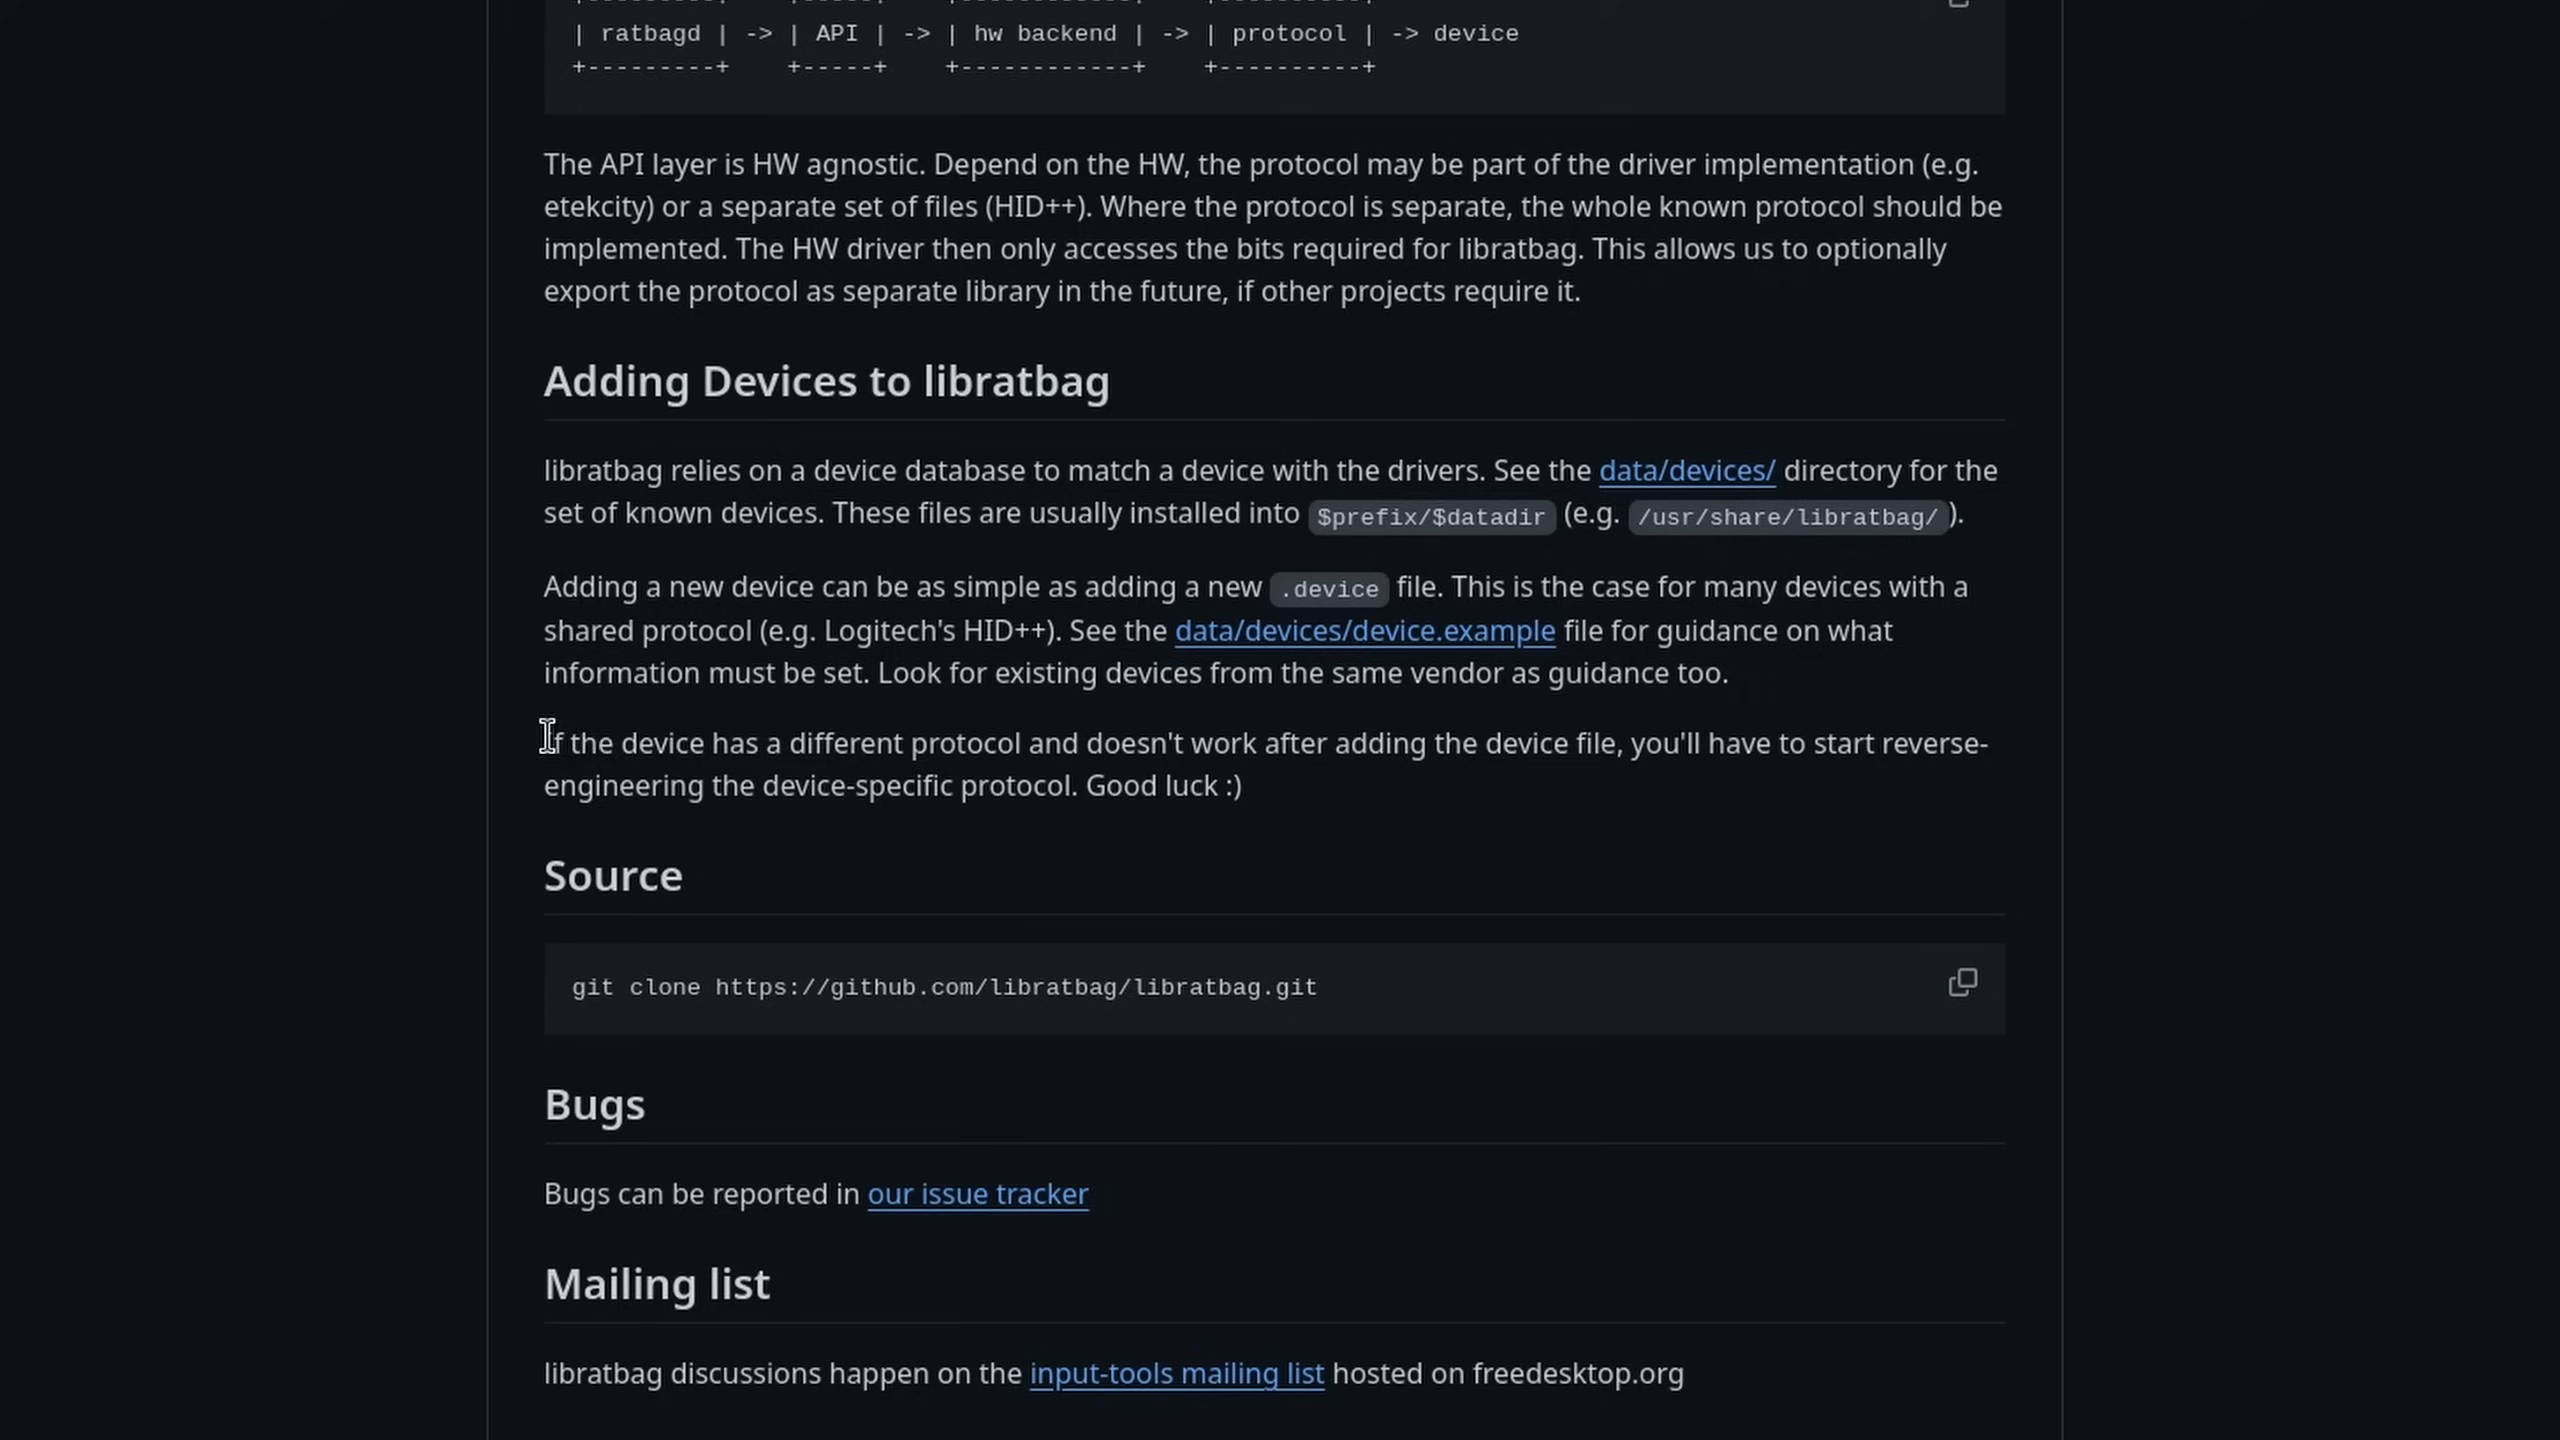 +---------+    +-----+    +------------+    +----------+
| ratbagd | -> | API | -> | hw backend | -> | protocol | -> device
+---------+    +-----+    +------------+    +----------+
The API layer is HW agnostic. Depend on the HW, the protocol may be part of the driver implementation (e.g.
etekcity) or a separate set of files (HID++). Where the protocol is separate, the whole known protocol should be
implemented. The HW driver then only accesses the bits required for libratbag. This allows us to optionally
export the protocol as separate library in the future, if other projects require it.
Adding Devices to libratbag
libratbag relies on a device database to match a device with the drivers. See the data/devices/ directory for the
set of known devices. These files are usually installed into $prefix/$datadir (e.g. /usr/share/libratbag/ ).
Adding a new device can be as simple as adding a new .device file. This is the case for many devices with a
shared protocol (e.g. Logitech's HID++). See the data/devices/device.example file for guidance on what
information must be set. Look for existing devices from the same vendor as guidance too.
If the device has a different protocol and doesn't work after adding the device file, you'll have to start reverse-
engineering the device-specific protocol. Good luck :)
Source
git clone https://github.com/libratbag/libratbag.git
Bugs
Bugs can be reported in our issue tracker
Mailing list
libratbag discussions happen on the input-tools mailing list hosted on freedesktop.org